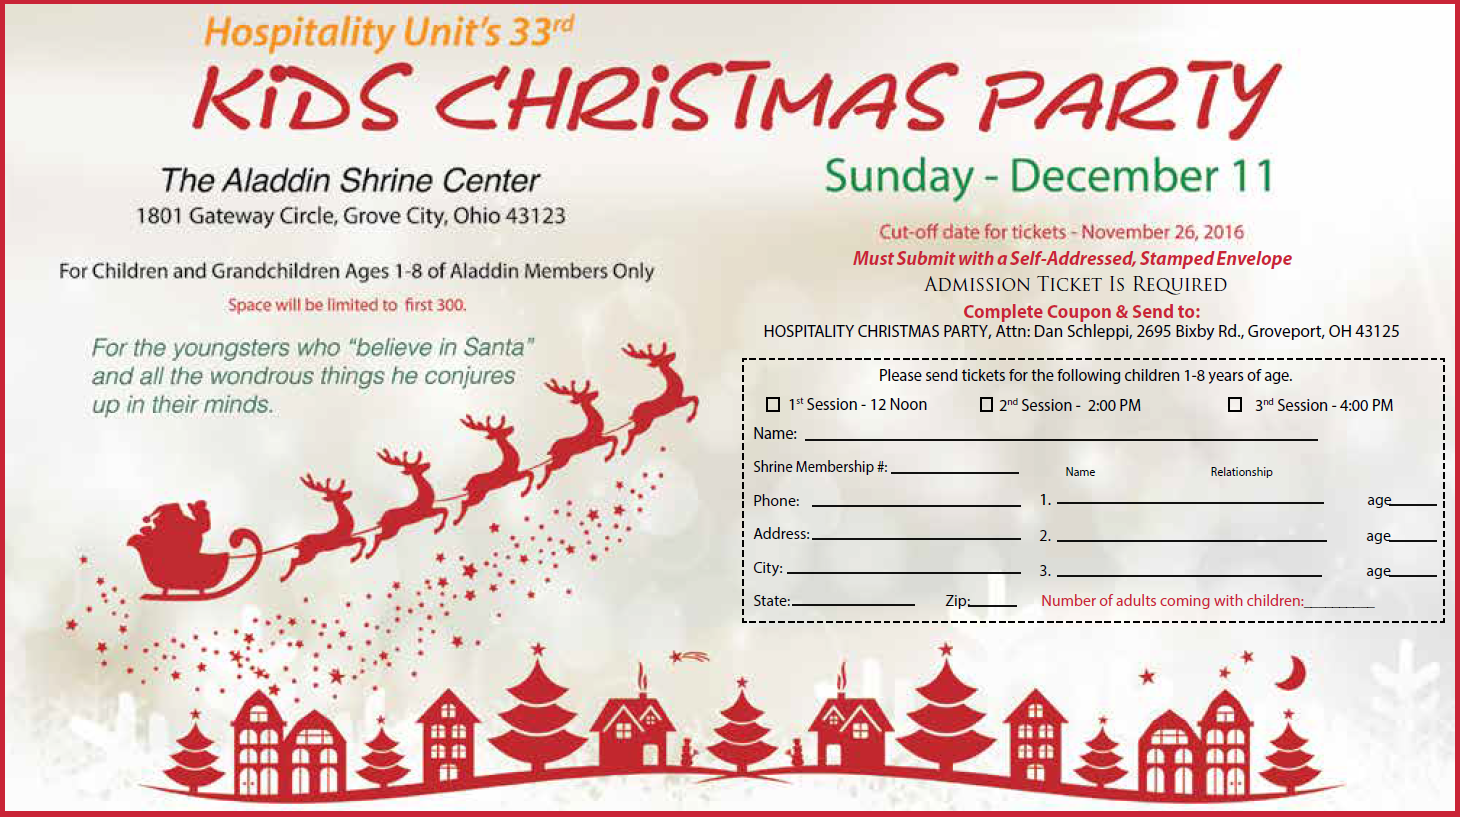 Hospitality Unit's 33rd
KiDS CHRiSTMAS PARTY
The Aladdin Shrine Center
1801 Gateway Circle, Grove City, Ohio 43123
For Children and Grandchildren Ages 1-8 of Aladdin Members Only
Space will be limited to first 300.
For the youngsters who "believe in Santa"
and all the wondrous things he conjures
up in their minds.
Sunday - December 11
Cut-off date for tickets - November 26, 2016
Must Submit with a Self-Addressed, Stamped Envelope
ADMISSION TICKET IS REQUIRED
Complete Coupon & Send to:
HOSPITALITY CHRISTMAS PARTY, Attn: Dan Schleppi, 2695 Bixby Rd., Groveport, OH 43125
Please send tickets for the following children 1-8 years of age.
1st Session - 12 Noon 2nd Session - 2:00 PM 3nd Session - 4:00 PM
Name:
Shrine Membership #: Name Relationship
Phone: 1. age
Address: 2. age
City: 3. age
State: Zip: Number of adults coming with children: